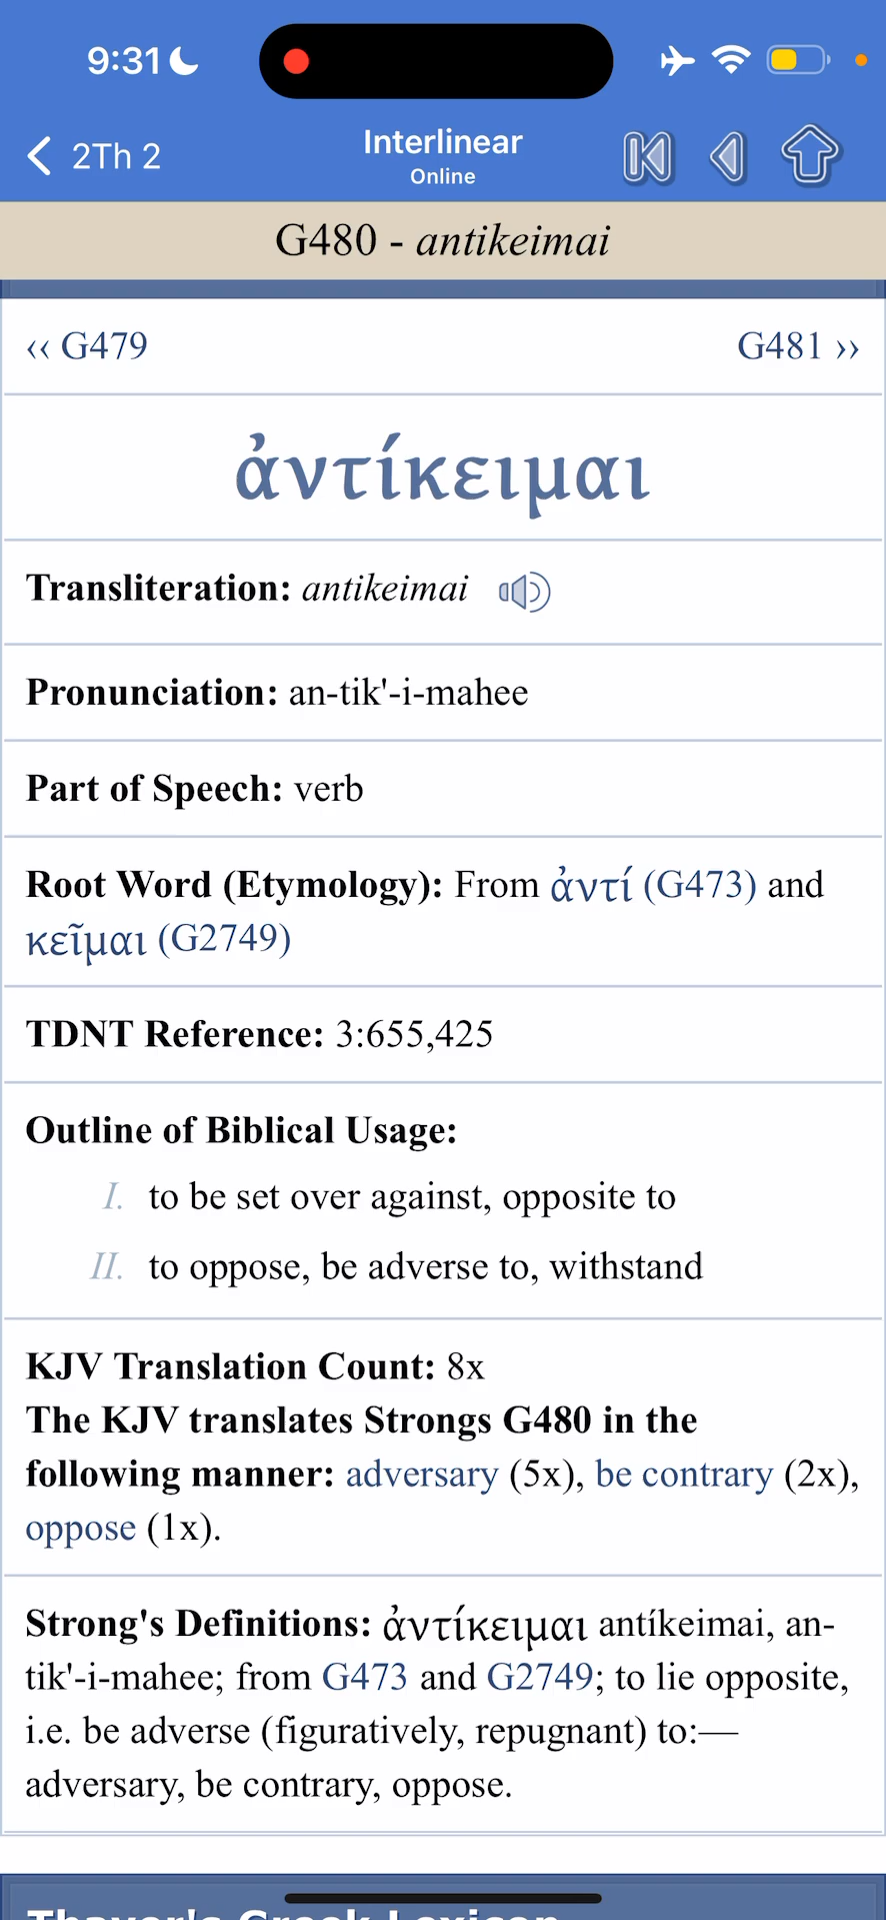 9:31
2Th 2
Interlinear
Online
G480 - antikeimai
‹‹ G479
G481 ››
ἀντίκειμαι
Transliteration: antikeimai
Pronunciation: an-tik'-i-mahee
Part of Speech: verb
Root Word (Etymology): From ἀντί (G473) and
κεῖμαι (G2749)
TDNT Reference: 3:655,425
Outline of Biblical Usage:
I. to be set over against, opposite to
II. to oppose, be adverse to, withstand
KJV Translation Count: 8x
The KJV translates Strongs G480 in the
following manner: adversary (5x), be contrary (2x),
oppose (1x).
Strong's Definitions: ἀντίκειμαι antíkeimai, an-
tik'-i-mahee; from G473 and G2749; to lie opposite,
i.e. be adverse (figuratively, repugnant) to:—
adversary, be contrary, oppose.
Thayer's Greek Lexicon